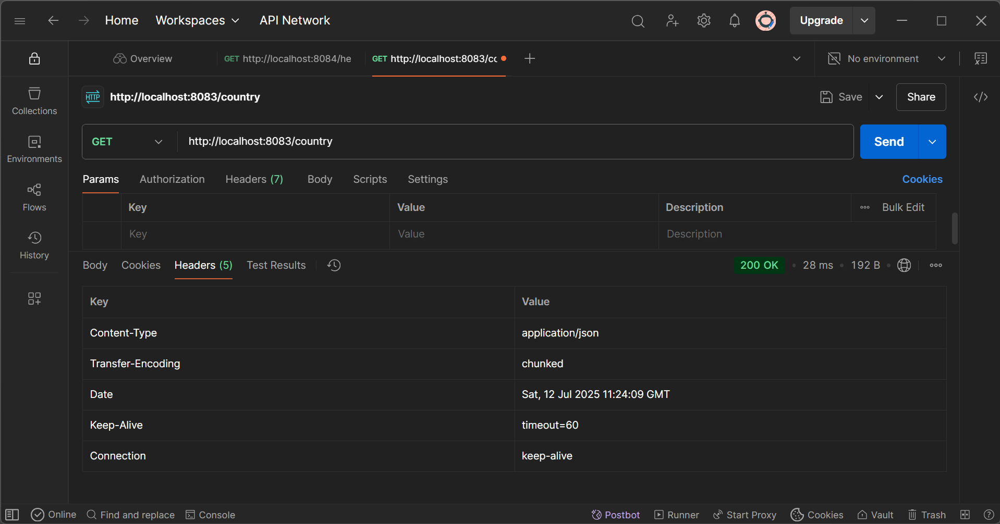 Home Workspaces API Network Upgrade
Overview GET http://localhost:8084/he GET http://localhost:8083/cc No environment
HTTP http://localhost:8083/country Save Share
Collections
GET http://localhost:8083/country Send
Environments
Params Authorization Headers (7) Body Scripts Settings Cookies
Key Value Description Bulk Edit
Flows
Key Value Description
History
Body Cookies Headers (5) Test Results 200 OK • 28 ms • 192 B •
Key Value
Content-Type application/json
Transfer-Encoding chunked
Date Sat, 12 Jul 2025 11:24:09 GMT
Keep-Alive timeout=60
Connection keep-alive
Online Find and replace Console Postbot Runner Start Proxy Cookies Vault Trash